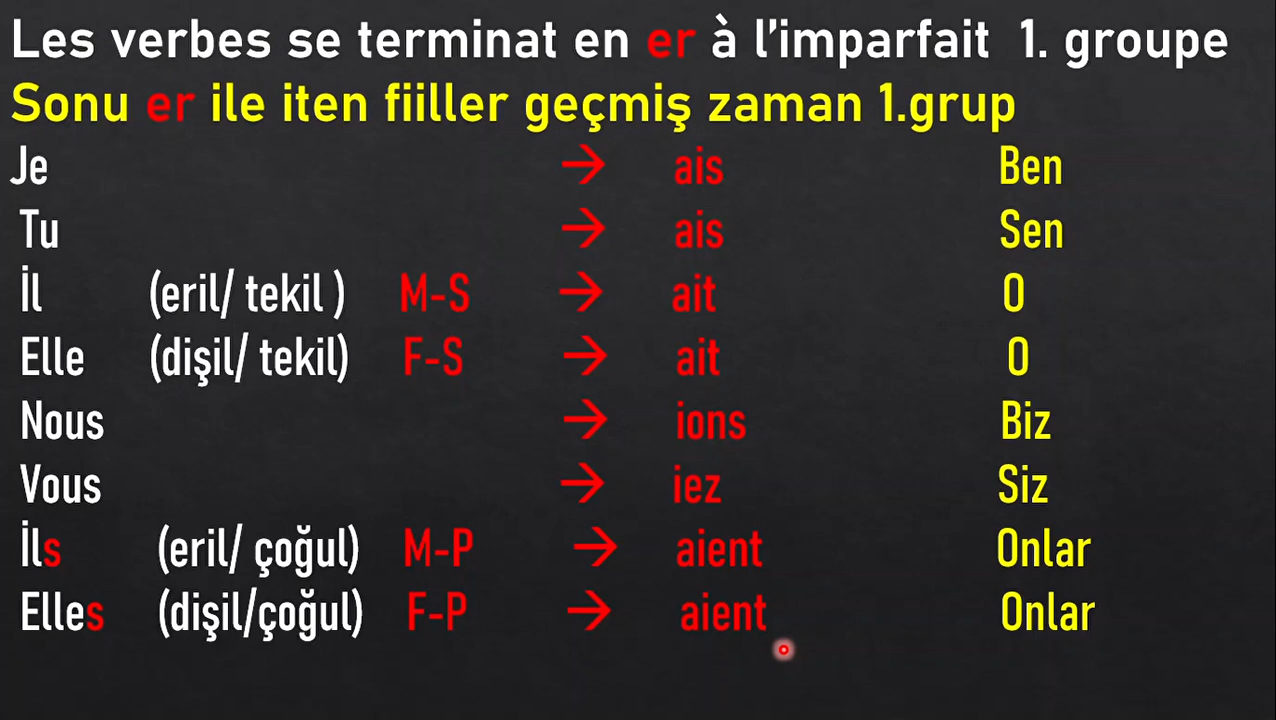 Les verbes se terminat en er à l'imparfait 1. groupe
Sonu er ile iten fiiller geçmiş zaman 1.grup
Je → ais Ben
Tu → ais Sen
İl (eril/ tekil ) M-S → ait O
Elle (dişil/ tekil) F-S → ait O
Nous → ions Biz
Vous → iez Siz
İls (eril/ çoğul) M-P → aient Onlar
Elles (dişil/çoğul) F-P → aient Onlar